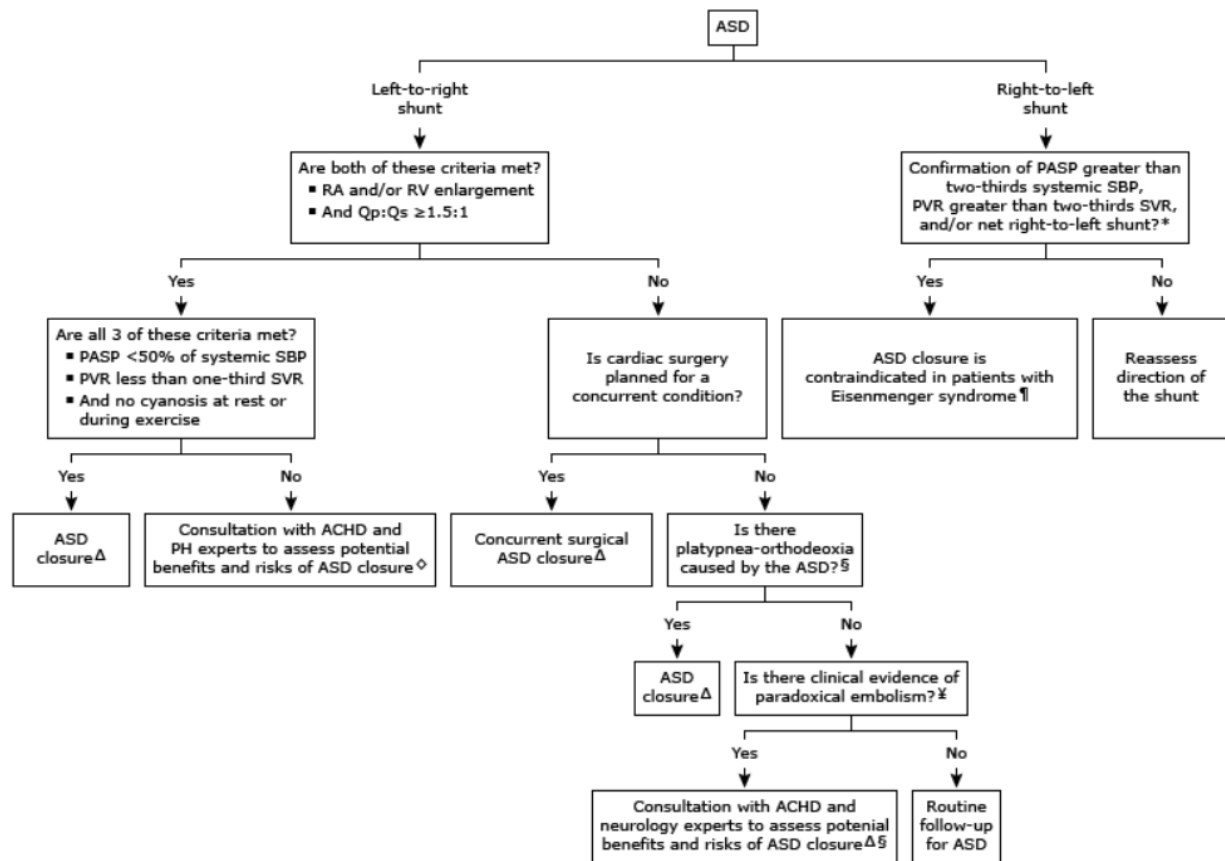 ASD
Left-to-right
shunt
Right-to-left
shunt
Are both of these criteria met?
▪ RA and/or RV enlargement
▪ And Qp:Qs ≥1.5:1
Confirmation of PASP greater than
two-thirds systemic SBP,
PVR greater than two-thirds SVR,
and/or net right-to-left shunt?*
Yes
No
Yes
No
Are all 3 of these criteria met?
▪ PASP <50% of systemic SBP
▪ PVR less than one-third SVR
▪ And no cyanosis at rest or
during exercise
Is cardiac surgery
planned for a
concurrent condition?
ASD closure is
contraindicated in patients with
Eisenmenger syndrome¶
Reassess
direction of
the shunt
Yes
No
Yes
No
ASD
closureΔ
Consultation with ACHD and
PH experts to assess potential
benefits and risks of ASD closure◇
Concurrent surgical
ASD closureΔ
Is there
platypnea-orthodeoxia
caused by the ASD?§
Yes
No
ASD
closureΔ
Is there clinical evidence of
paradoxical embolism?¥
Yes
No
Consultation with ACHD and
neurology experts to assess potenial
benefits and risks of ASD closureΔ§
Routine
follow-up
for ASD